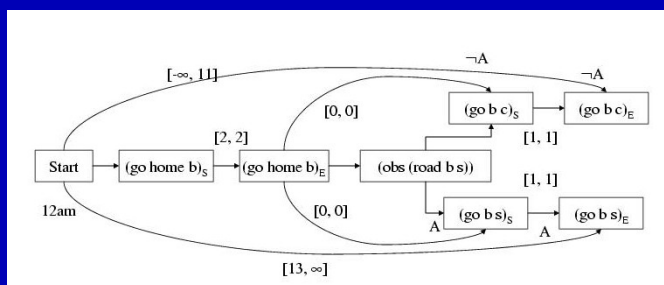 ¬A
[-∞, 11]
¬A
[0, 0]
(go b c)S
(go b c)E
[2, 2]
[1, 1]
Start
(go home b)S
(go home b)E
(obs (road b s))
[1, 1]
12am
[0, 0]
(go b s)S
(go b s)E
A
A
[13, ∞]